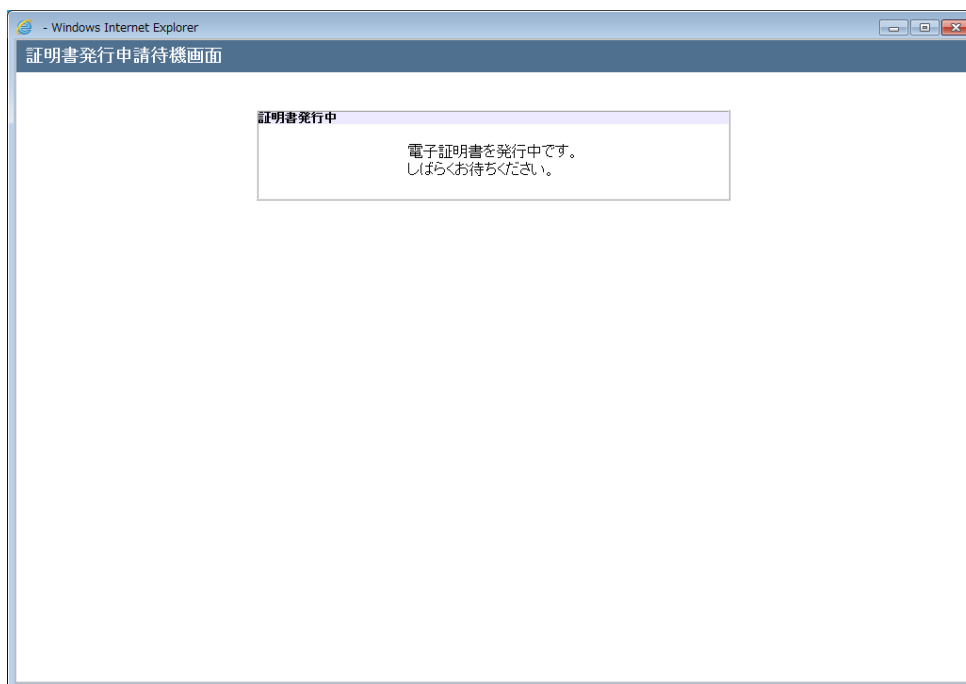 - Windows Internet Explorer
証明書発行申請待機画面
証明書発行中
電子証明書を発行中です。
しばらくお待ちください。